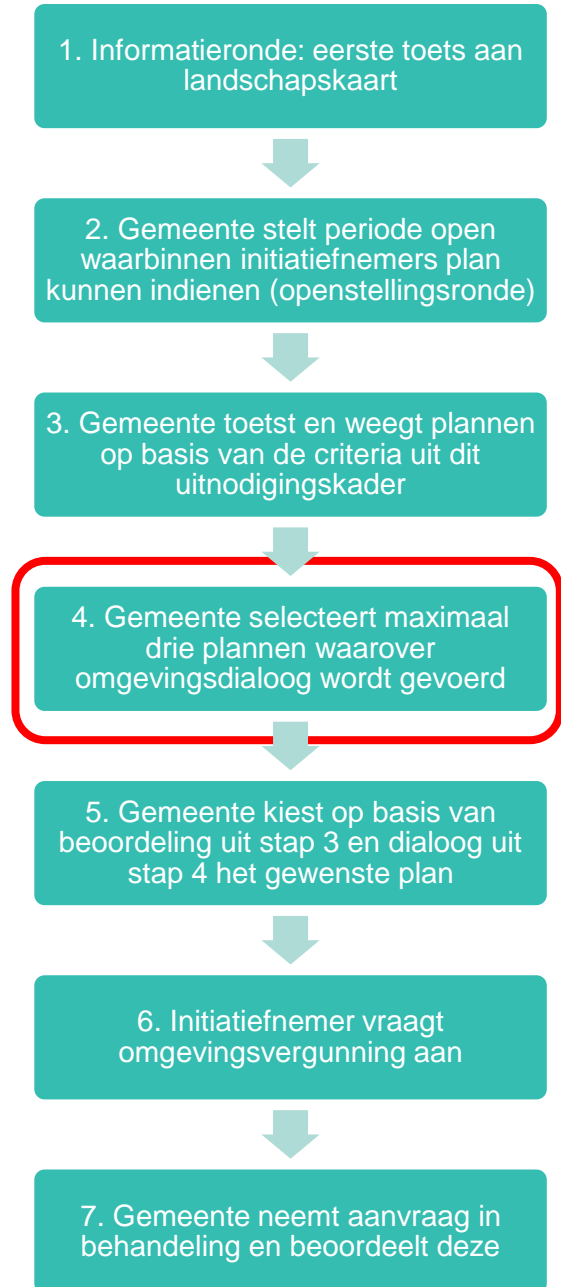 1. Informatieronde: eerste toets aan
landschapskaart
2. Gemeente stelt periode open
waarbinnen initiatiefnemers plan
kunnen indienen (openstellingsronde)
3. Gemeente toetst en weegt plannen
op basis van de criteria uit dit
uitnodigingskader
4. Gemeente selecteert maximaal
drie plannen waarover
omgevingsdialoog wordt gevoerd
5. Gemeente kiest op basis van
beoordeling uit stap 3 en dialoog uit
stap 4 het gewenste plan
6. Initiatiefnemer vraagt
omgevingsvergunning aan
7. Gemeente neemt aanvraag in
behandeling en beoordeelt deze